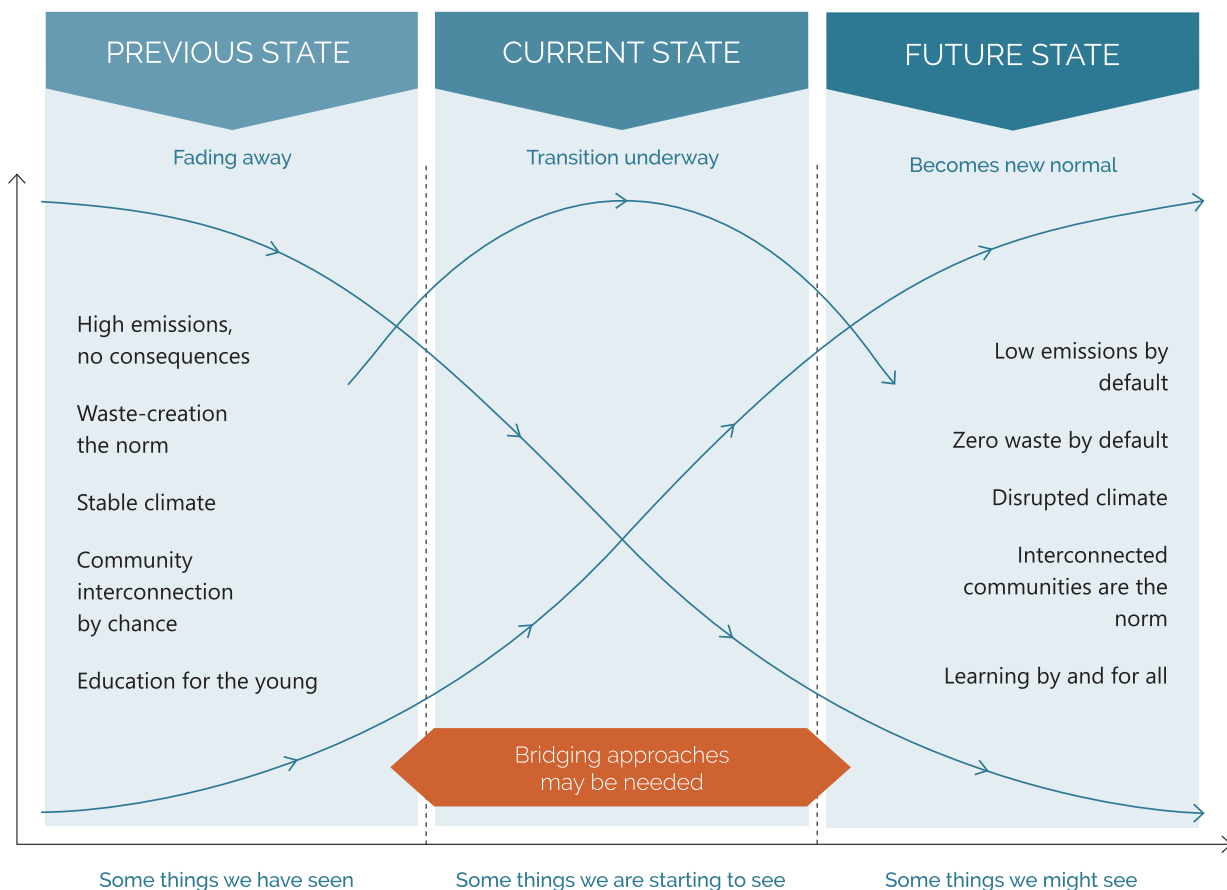 PREVIOUS STATE
CURRENT STATE
FUTURE STATE
Fading away
Transition underway
Becomes new normal
High emissions,
no consequences
Waste-creation
the norm
Stable climate
Community
interconnection
by chance
Education for the young
Low emissions by
default
Zero waste by default
Disrupted climate
Interconnected
communities are the
norm
Learning by and for all
Bridging approaches
may be needed
Some things we have seen
Some things we are starting to see
Some things we might see